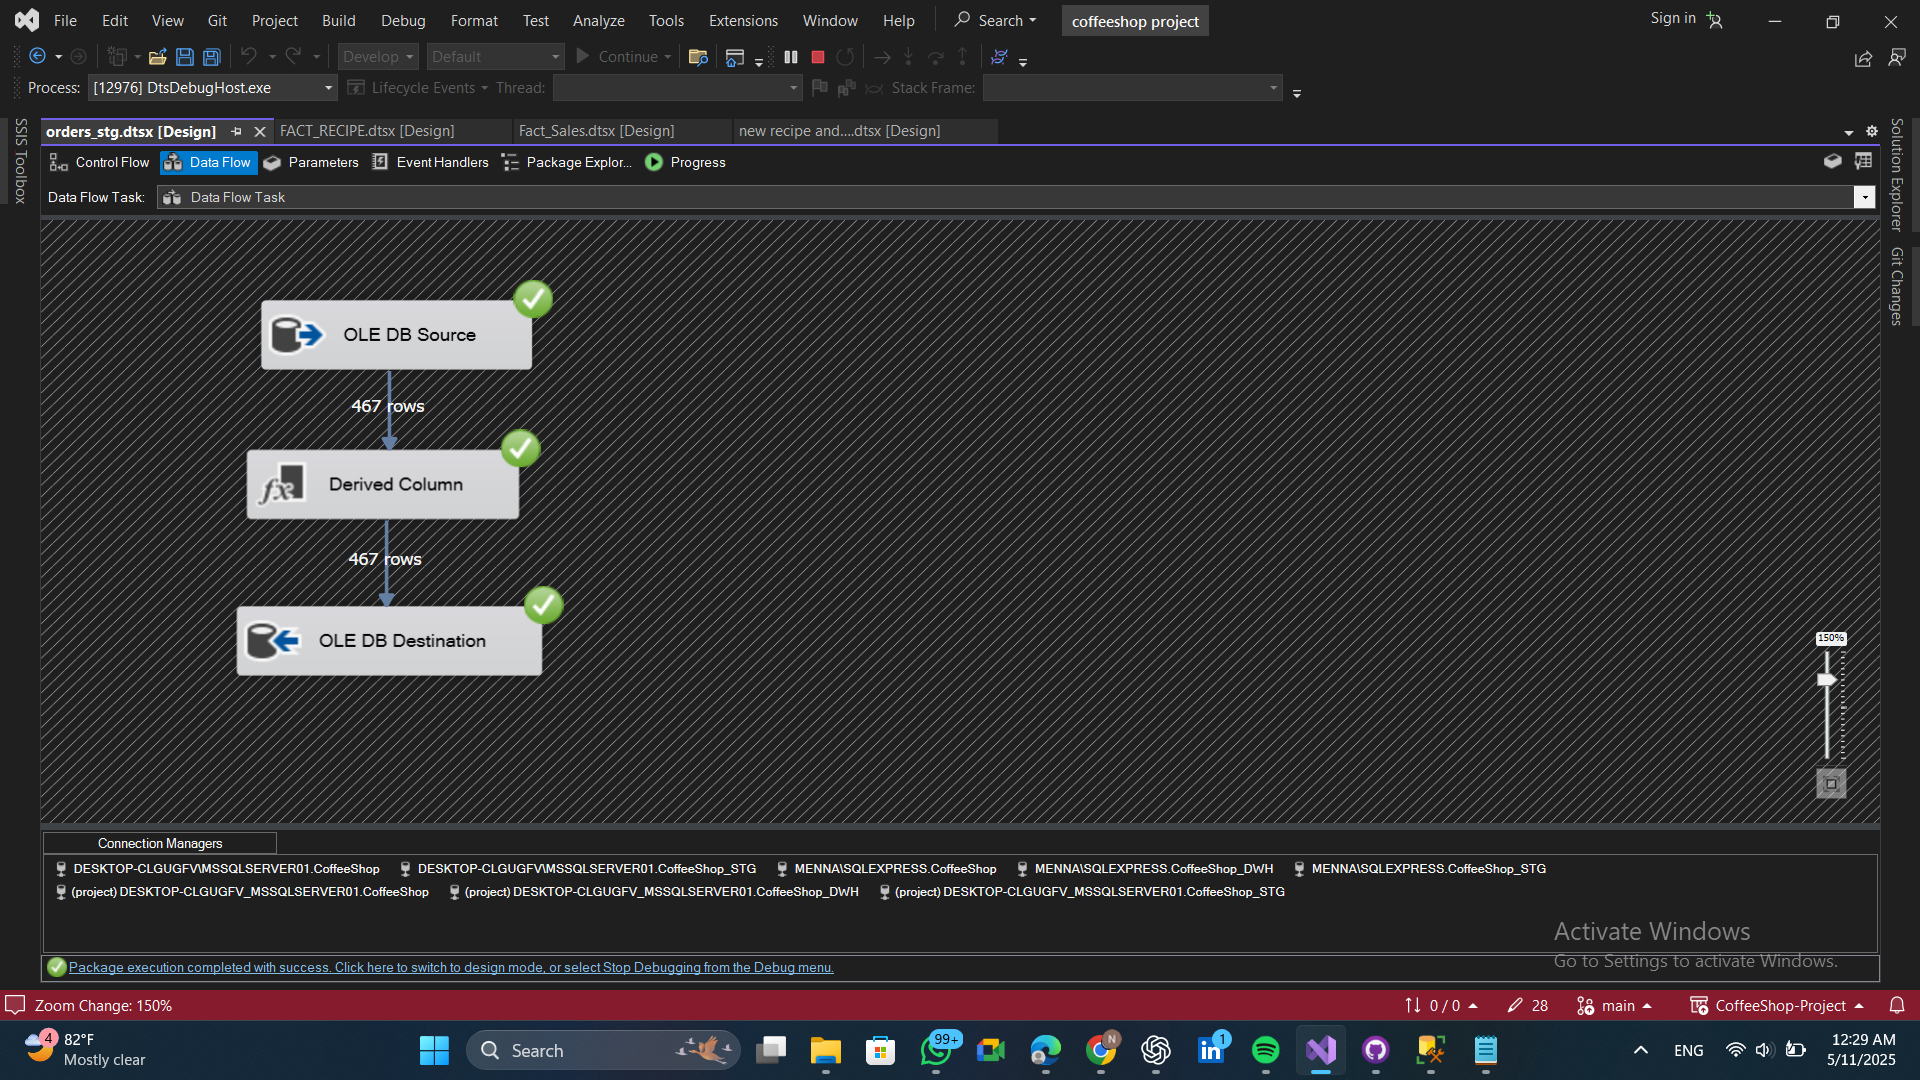 File Edit View Git Project Build Debug Format Test Analyze Tools Extensions Window Help Search coffeeshop project Sign in
Develop Default Continue
Process: [12976] DtsDebugHost.exe Lifecycle Events Thread: Stack Frame:
orders_stg.dtsx [Design] FACT_RECIPE.dtsx [Design] Fact_Sales.dtsx [Design] new recipe and....dtsx [Design]
SSIS Toolbox
Solution Explorer
Git Changes
Control Flow Data Flow Parameters Event Handlers Package Explor... Progress
Data Flow Task: Data Flow Task
OLE DB Source
467 rows
Derived Column
467 rows
OLE DB Destination
150%
Connection Managers
DESKTOP-CLGUGFV\MSSQLSERVER01.CoffeeShop DESKTOP-CLGUGFV\MSSQLSERVER01.CoffeeShop_STG MENNA\SQLEXPRESS.CoffeeShop MENNA\SQLEXPRESS.CoffeeShop_DWH MENNA\SQLEXPRESS.CoffeeShop_STG
(project) DESKTOP-CLGUGFV_MSSQLSERVER01.CoffeeShop (project) DESKTOP-CLGUGFV_MSSQLSERVER01.CoffeeShop_DWH (project) DESKTOP-CLGUGFV_MSSQLSERVER01.CoffeeShop_STG
Activate Windows
Go to Settings to activate Windows.
Package execution completed with success. Click here to switch to design mode, or select Stop Debugging from the Debug menu.
Zoom Change: 150% 0 / 0 28 main CoffeeShop-Project
4 82°F
Mostly clear
Search 99+ N 1 ENG
12:29 AM
5/11/2025